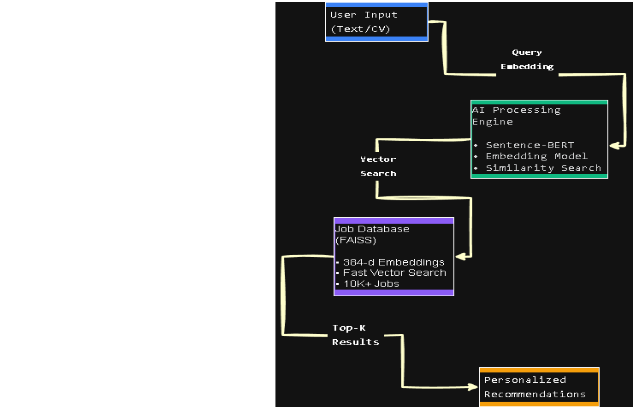 User Input
(Text/CV)
Query
Embedding
AI Processing
Engine
• Sentence-BERT
• Embedding Model
• Similarity Search
Vector
Search
Job Database
(FAISS)
• 384-d Embeddings
• Fast Vector Search
• 10K+ Jobs
Top-K
Results
Personalized
Recommendations